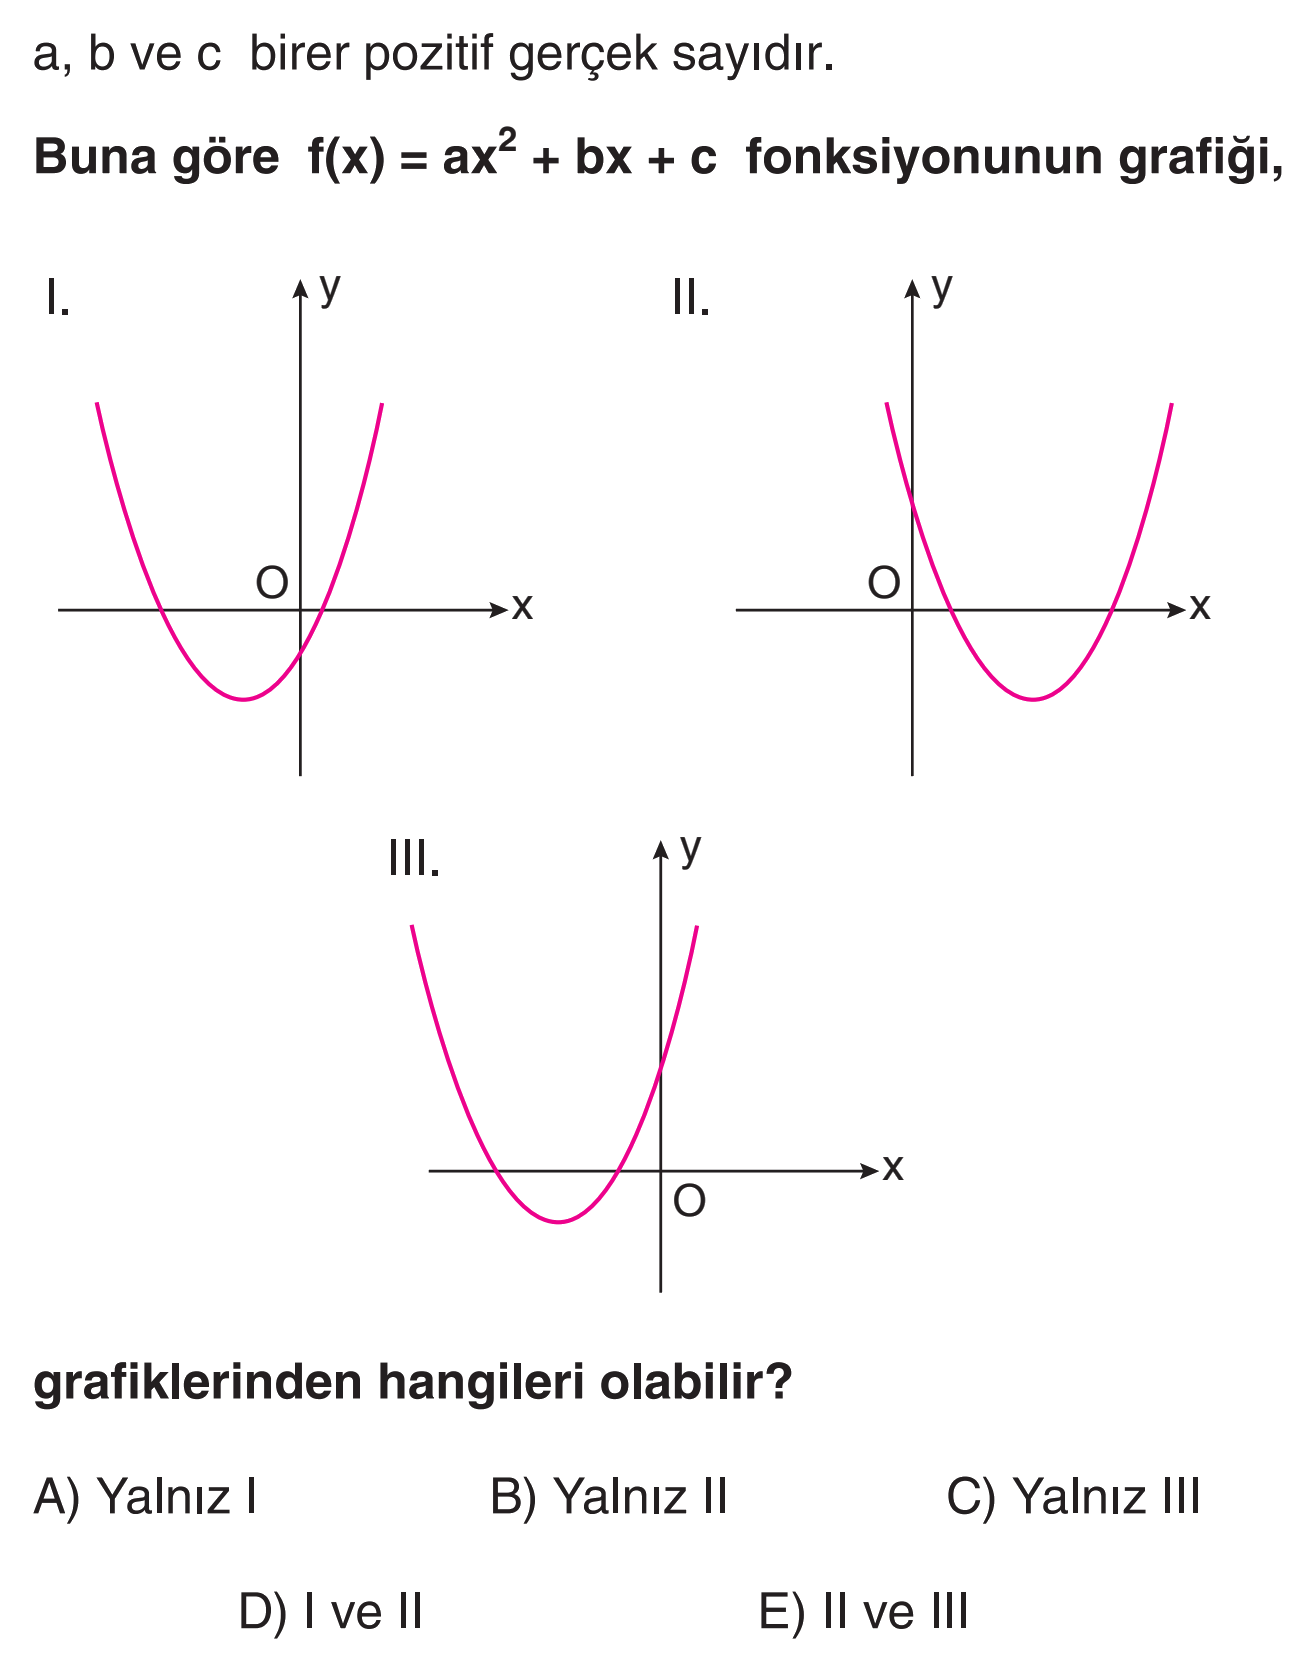 a, b ve c birer pozitif gerçek sayıdır.
Buna göre f(x) = ax² + bx + c fonksiyonunun grafiği,
I.
y
O
x
II.
y
O
x
III.
y
x
O
grafiklerinden hangileri olabilir?
A) Yalnız I B) Yalnız II C) Yalnız III
D) I ve II E) II ve III